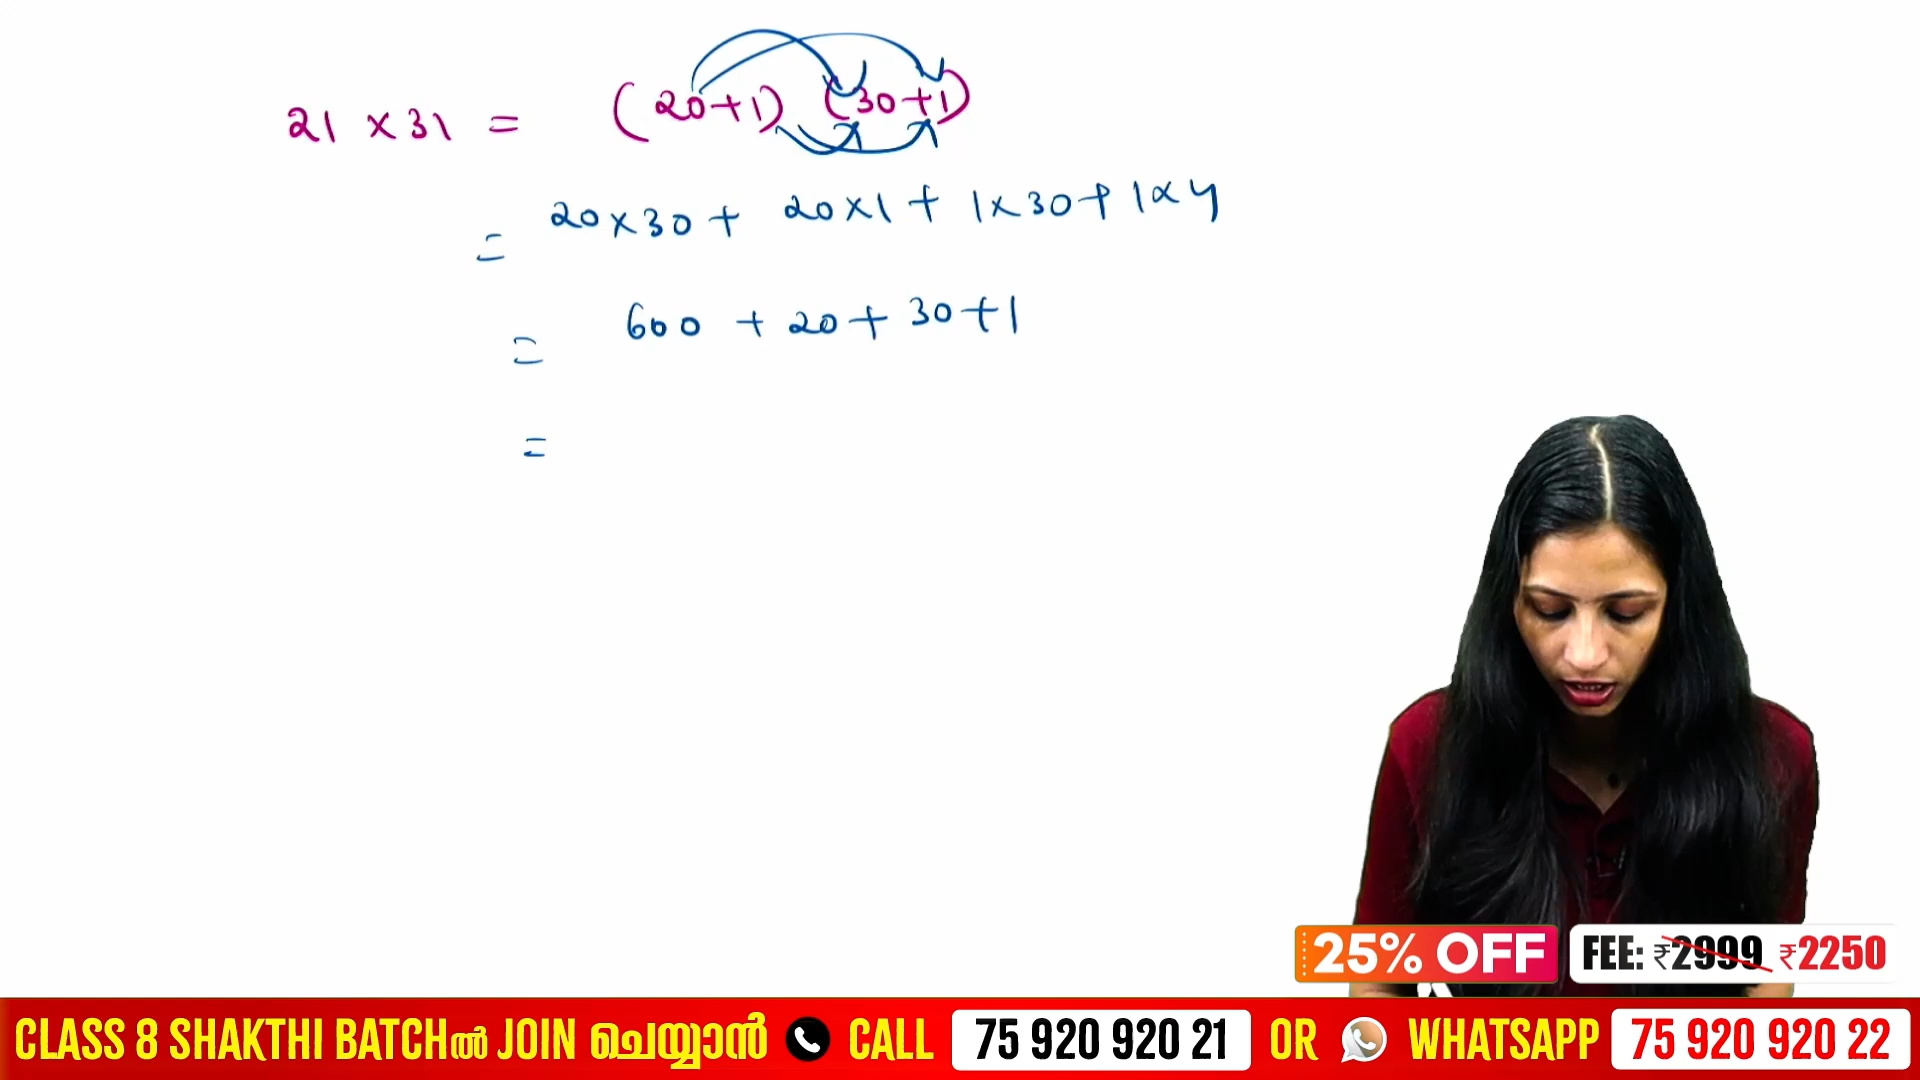 21 × 31 = (20+1) (30+1)
= 20×30 + 20×1 + 1×30 + 1×y
= 600 + 20 + 30+1
=
25% OFF FEE: ₹2999 ₹2250
CLASS 8 SHAKTHI BATCHൽ JOIN ചെയ്യാൻ CALL 75 920 920 21 OR WHATSAPP 75 920 920 22